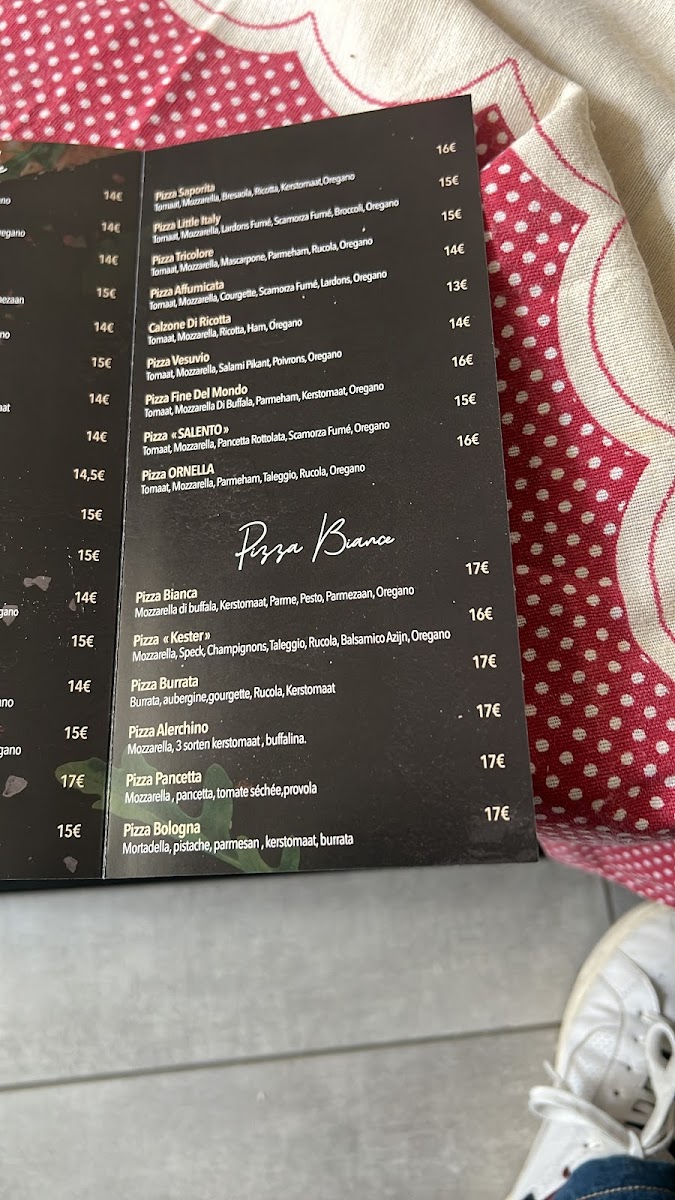 14€
egano
14€
14€
ezaan
15€
no
14€
15€
14€
aat
14€
14,5€
15€
15€
14€
gano
15€
14€
no
15€
gano
17€
15€
Pizza Saporita 16€
Tomaat, Mozzarella, Bresaola, Ricotta, Kerstomaat,Oregano
Pizza Little Italy 15€
Tomaat, Mozzarella, Lardons Fumé, Scamorza Fumé, Broccoli, Oregano
Pizza Tricolore 15€
Tomaat, Mozzarella, Mascarpone, Parmeham, Rucola, Oregano
Pizza Affumicata 14€
Tomaat, Mozzarella, Courgette, Scamorza Fumé, Lardons, Oregano
Calzone Di Ricotta 13€
Tomaat, Mozzarella, Ricotta, Ham, Oregano
Pizza Vesuvio 14€
Tomaat, Mozzarella, Salami Pikant, Poivrons, Oregano
Pizza Fine Del Mondo 16€
Tomaat, Mozzarella Di Buffala, Parmeham, Kerstomaat, Oregano
Pizza « SALENTO » 15€
Tomaat, Mozzarella, Pancetta Rottolata, Scamorza Fumé, Oregano
Pizza ORNELLA 16€
Tomaat, Mozzarella, Parmeham, Taleggio, Rucola, Oregano
Pizza Biance
Pizza Bianca 17€
Mozzarella di buffala, Kerstomaat, Parme, Pesto, Parmezaan, Oregano
Pizza « Kester » 16€
Mozzarella, Speck, Champignons, Taleggio, Rucola, Balsamico Azijn, Oregano
Pizza Burrata 17€
Burrata, aubergine,gourgette, Rucola, Kerstomaat
Pizza Alerchino 17€
Mozzarella, 3 sorten kerstomaat , buffalina.
Pizza Pancetta 17€
Mozzarella , pancetta, tomate séchée,provola
Pizza Bologna 17€
Mortadella, pistache, parmesan , kerstomaat, burrata